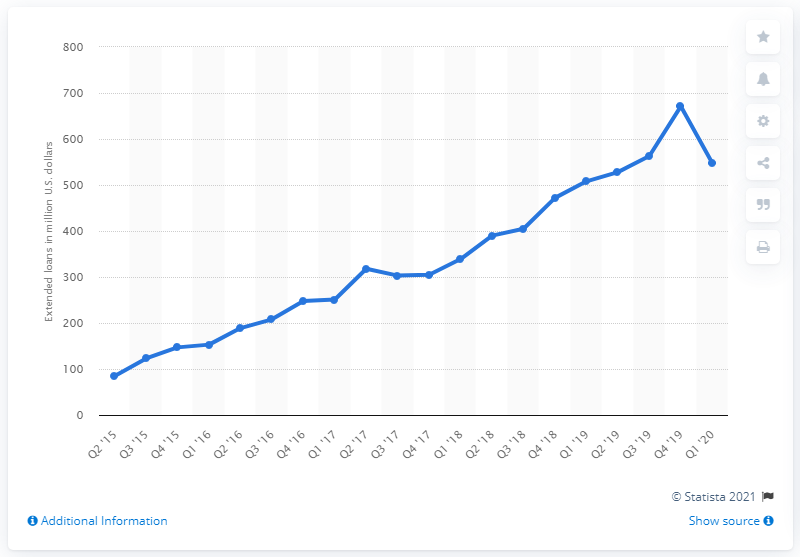 800
700
600
500
400
300
200
100
0
Extended loans in million U.S. dollars
Q2 '15
Q3 '15
Q4 '15
Q1 '16
Q2 '16
Q3 '16
Q4 '16
Q1 '17
Q2 '17
Q3 '17
Q4 '17
Q1 '18
Q2 '18
Q3 '18
Q4 '18
Q1 '19
Q2 '19
Q3 '19
Q4 '19
Q1 '20
© Statista 2021
Additional Information
Show source